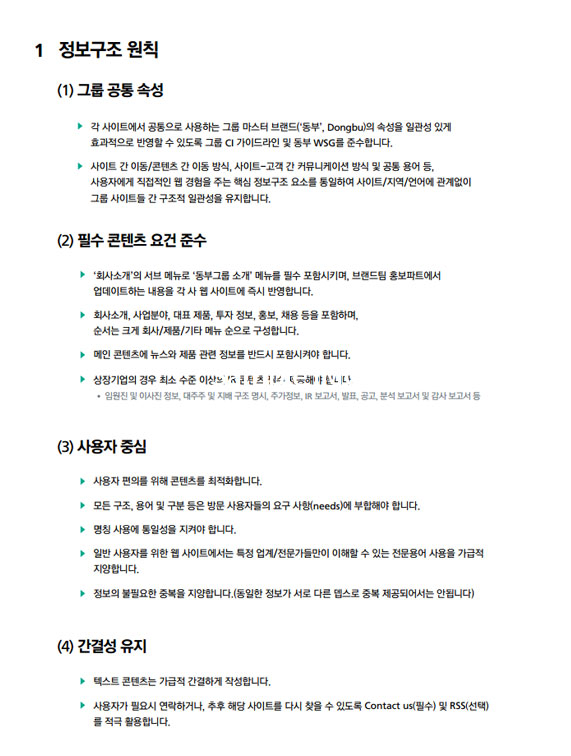 1 정보구조 원칙
(1) 그룹 공통 속성
각 사이트에서 공통으로 사용하는 그룹 마스터 브랜드('동부', Dongbu)의 속성을 일관성 있게
효과적으로 반영할 수 있도록 그룹 CI 가이드라인 및 동부 WSG를 준수합니다.
사이트 간 이동/콘텐츠 간 이동 방식, 사이트-고객 간 커뮤니케이션 방식 및 공통 용어 등,
사용자에게 직접적인 웹 경험을 주는 핵심 정보구조 요소를 통일하여 사이트/지역/언어에 관계없이
그룹 사이트들 간 구조적 일관성을 유지합니다.
(2) 필수 콘텐츠 요건 준수
'회사소개'의 서브 메뉴로 '동부그룹 소개' 메뉴를 필수 포함시키며, 브랜드팀 홍보파트에서
업데이트하는 내용을 각 사 웹 사이트에 즉시 반영합니다.
회사소개, 사업분야, 대표 제품, 투자 정보, 홍보, 채용 등을 포함하며,
순서는 크게 회사/제품/기타 메뉴 순으로 구성합니다.
메인 콘텐츠에 뉴스와 제품 관련 정보를 반드시 포함시켜야 합니다.
상장기업의 경우 최소 수준
• 임원진 및 이사진 정보, 대주주 및 지배 구조 명시, 주가정보, IR 보고서, 발표, 공고, 분석 보고서 및 감사 보고서 등
(3) 사용자 중심
사용자 편의를 위해 콘텐츠를 최적화합니다.
모든 구조, 용어 및 구분 등은 방문 사용자들의 요구 사항(needs)에 부합해야 합니다.
명칭 사용에 통일성을 지켜야 합니다.
일반 사용자를 위한 웹 사이트에서는 특정 업계/전문가들만이 이해할 수 있는 전문용어 사용을 가급적
지양합니다.
정보의 불필요한 중복을 지양합니다.(동일한 정보가 서로 다른 뎁스로 중복 제공되어서는 안됩니다)
(4) 간결성 유지
텍스트 콘텐츠는 가급적 간결하게 작성합니다.
사용자가 필요시 연락하거나, 추후 해당 사이트를 다시 찾을 수 있도록 Contact us(필수) 및 RSS(선택)
를 적극 활용합니다.